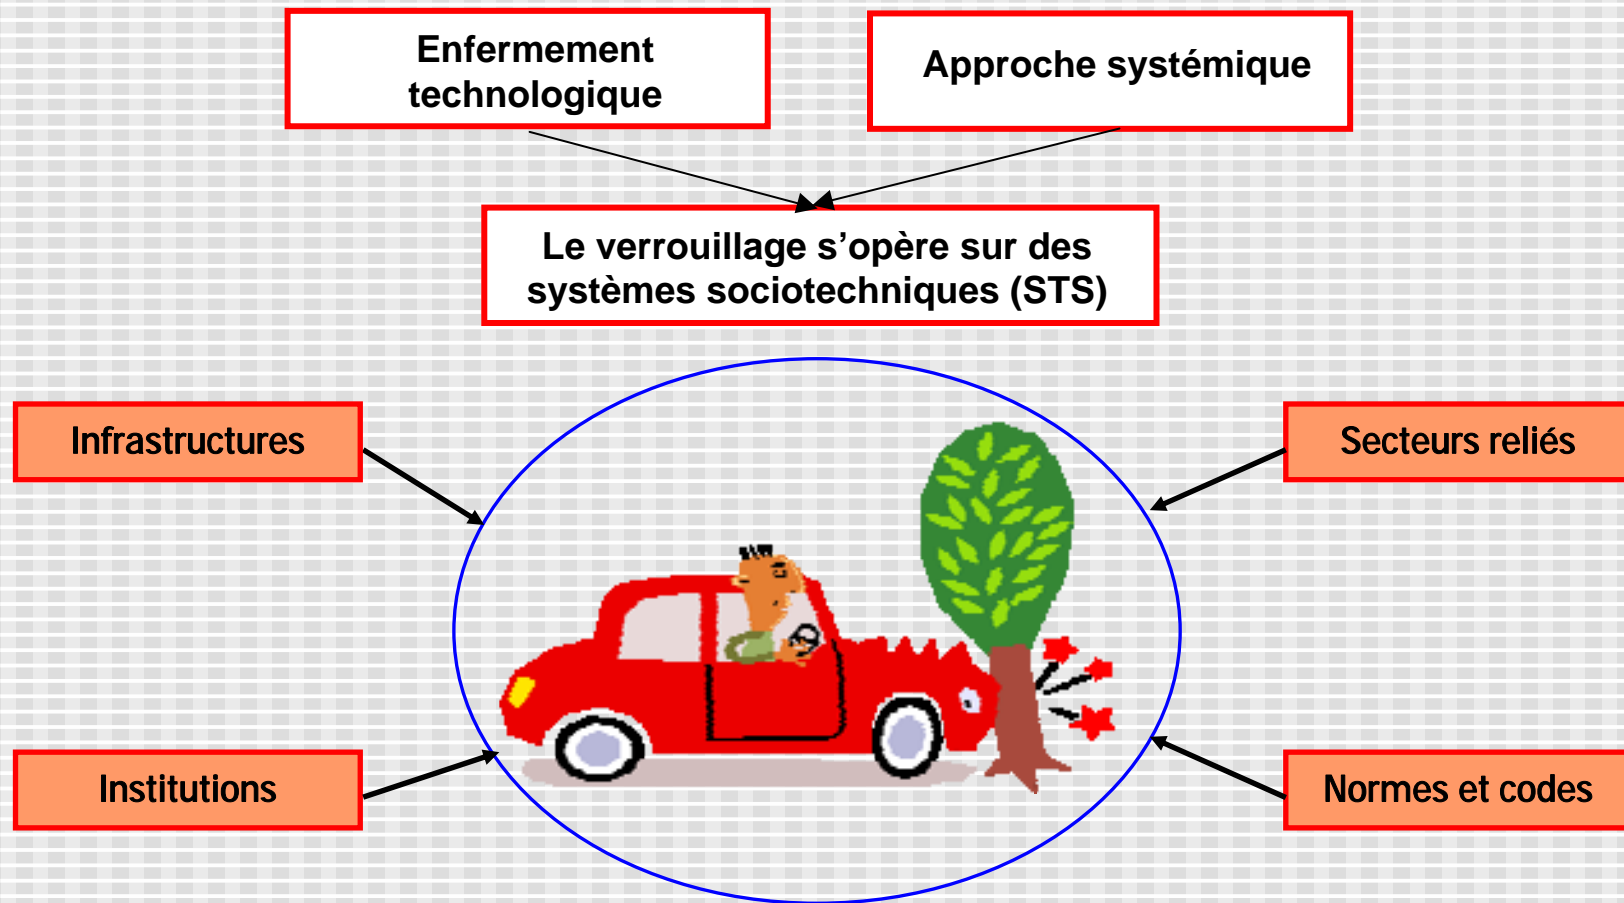 Enfermement
technologique
Approche systémique
Le verrouillage s’opère sur des
systèmes sociotechniques (STS)
Infrastructures
Secteurs reliés
Institutions
Normes et codes